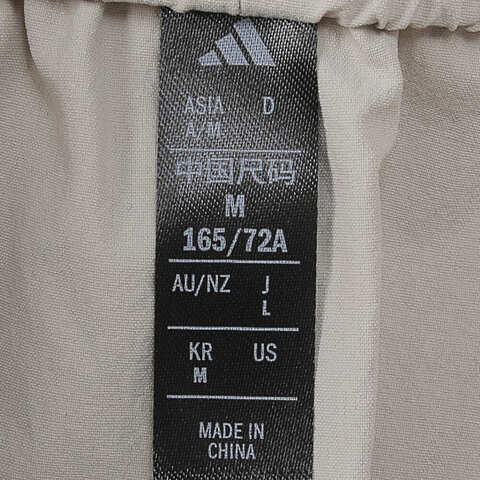 ASIA D
A/M
中国尺码
M
165/72A
AU/NZ J
L
KR US
M
MADE IN
CHINA